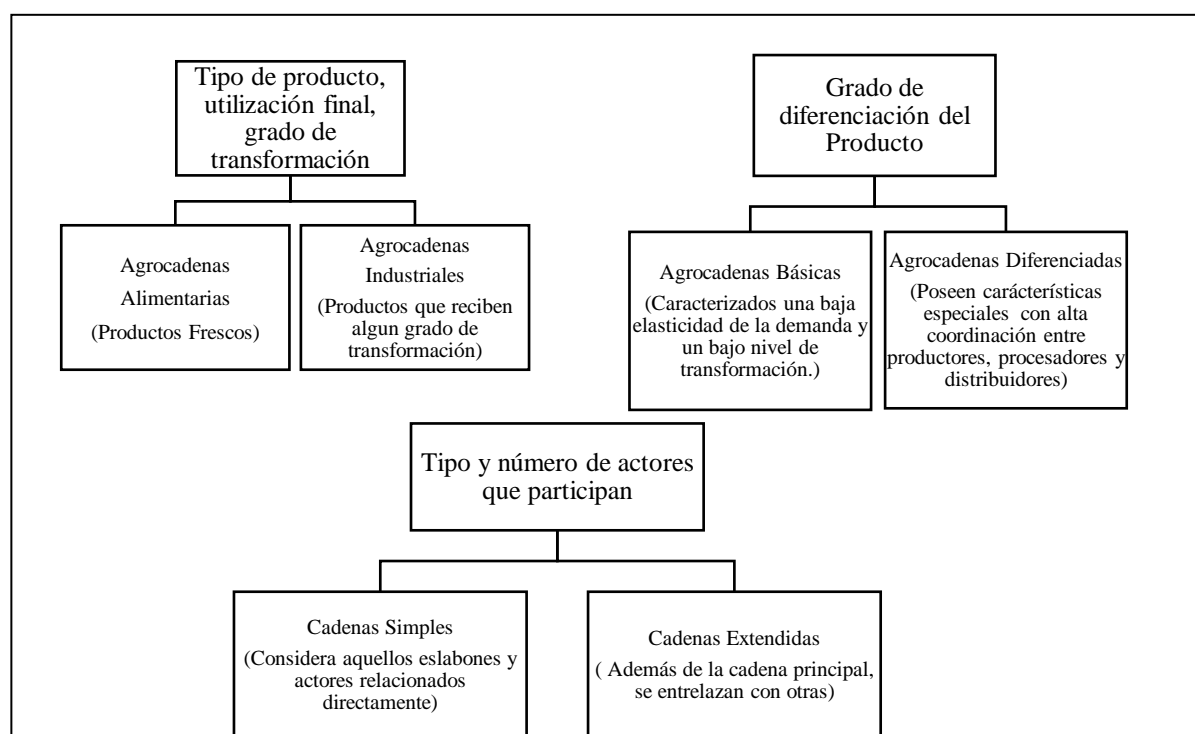 Tipo de producto,
utilización final,
grado de
transformación
Agrocadenas
Alimentarias
(Productos Frescos)
Agrocadenas
Industriales
(Productos que reciben
algun grado de
transformación)
Grado de
diferenciación del
Producto
Agrocadenas Básicas
(Caracterizados una baja
elasticidad de la demanda y
un bajo nivel de
transformación.)
Agrocadenas Diferenciadas
(Poseen carácterísticas
especiales con alta
coordinación entre
productores, procesadores y
distribuidores)
Tipo y número de actores
que participan
Cadenas Simples
(Considera aquellos eslabones y
actores relacionados
directamente)
Cadenas Extendidas
( Además de la cadena principal,
se entrelazan con otras)